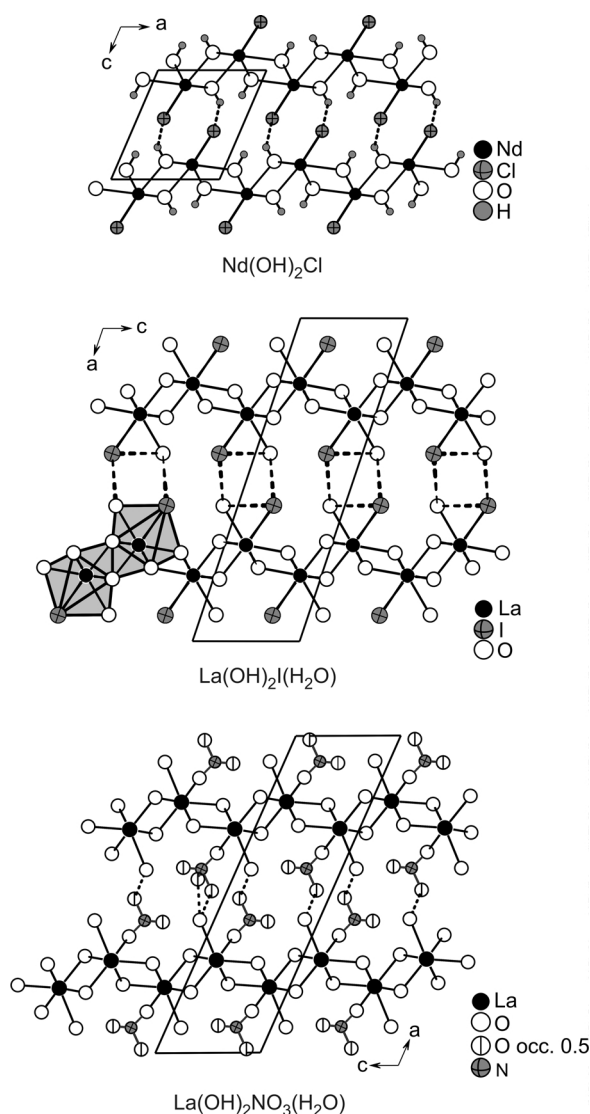 a
c
Nd
Cl
O
H
Nd(OH)₂Cl
c
a
La
I
O
La(OH)₂I(H₂O)
La
O
O occ. 0.5
N
a
c
La(OH)₂NO₃(H₂O)